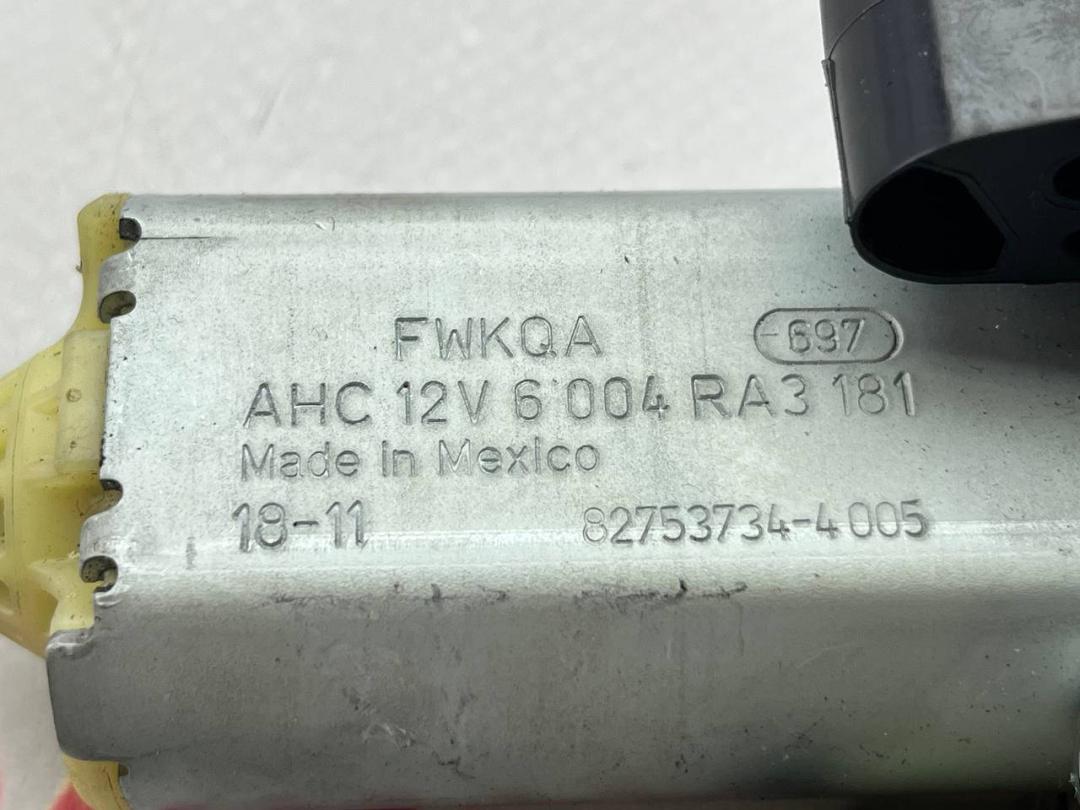 FWKQA -697
AHC 12V 6 004 RA3 181
Made in Mexico
18-11 82753734-4005